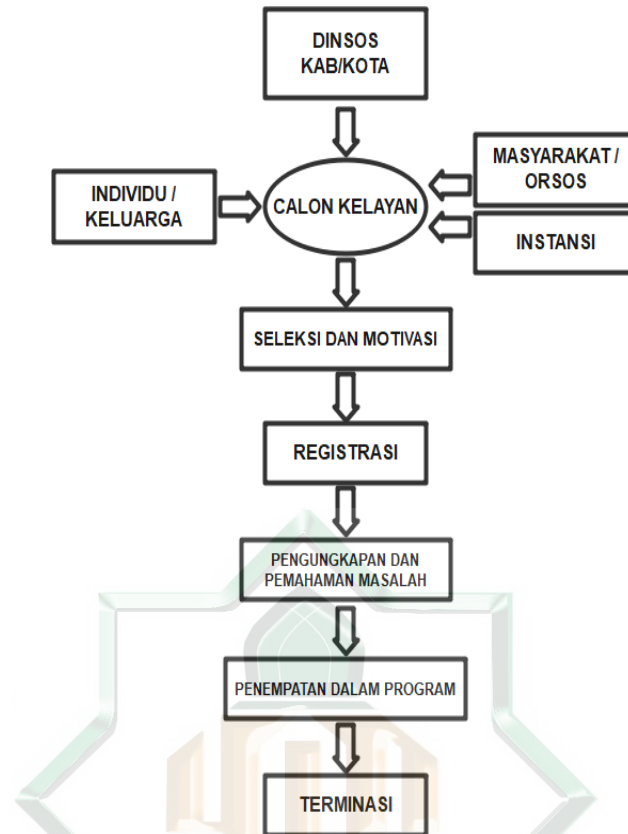 DINSOS
KAB/KOTA
MASYARAKAT /
ORSOS
INDIVIDU /
KELUARGA
CALON KELAYAN
INSTANSI
SELEKSI DAN MOTIVASI
REGISTRASI
PENGUNGKAPAN DAN
PEMAHAMAN MASALAH
PENEMPATAN DALAM PROGRAM
TERMINASI